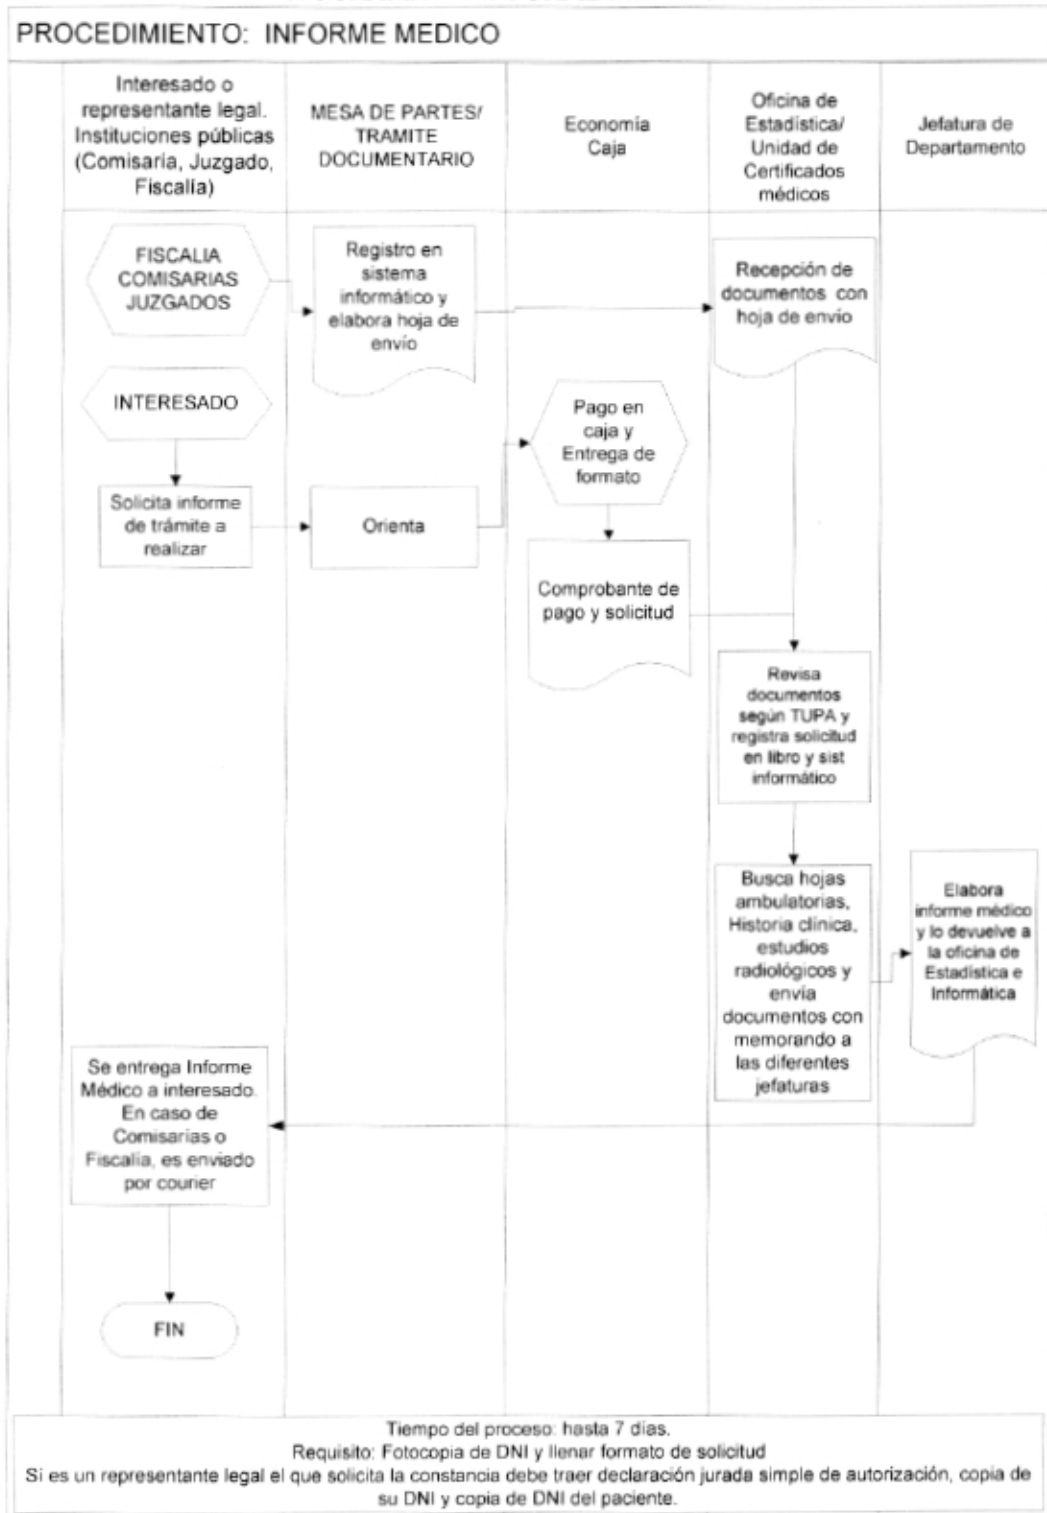 PROCEDIMIENTO: INFORME MEDICO
Interesado o
representante legal.
Instituciones públicas
(Comisaría, Juzgado,
Fiscalía)
MESA DE PARTES/
TRAMITE
DOCUMENTARIO
Economía
Caja
Oficina de
Estadística/
Unidad de
Certificados
médicos
Jefatura de
Departamento
FISCALIA
COMISARIAS
JUZGADOS
Registro en
sistema
informático y
elabora hoja de
envío
Recepción de
documentos con
hoja de envío
INTERESADO
Pago en
caja y
Entrega de
formato
Solicita informe
de trámite a
realizar
Orienta
Comprobante de
pago y solicitud
Revisa
documentos
según TUPA y
registra solicitud
en libro y sist
informático
Busca hojas
ambulatorias,
Historia clínica,
estudios
radiológicos y
envía
documentos con
memorando a
las diferentes
jefaturas
Elabora
informe médico
y lo devuelve a
la oficina de
Estadística e
Informática
Se entrega Informe
Médico a interesado.
En caso de
Comisarias o
Fiscalía, es enviado
por courier
FIN
Tiempo del proceso: hasta 7 días.
Requisito: Fotocopia de DNI y llenar formato de solicitud
Si es un representante legal el que solicita la constancia debe traer declaración jurada simple de autorización, copia de
su DNI y copia de DNI del paciente.